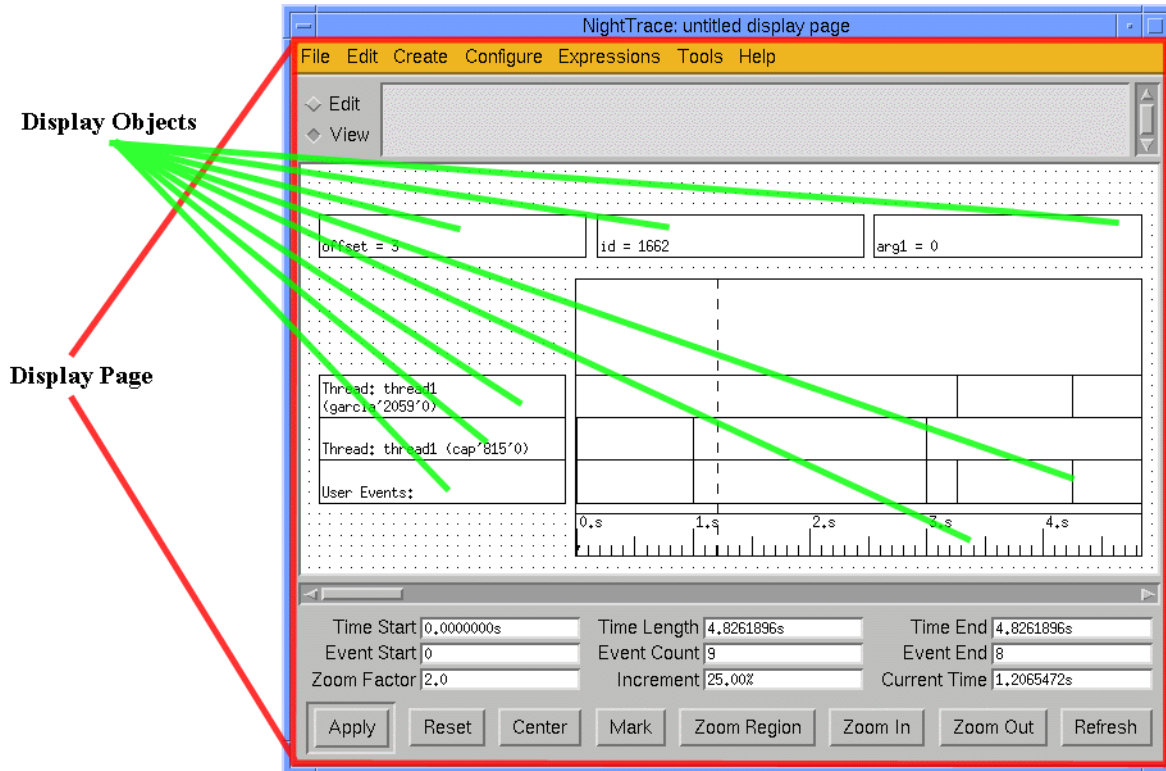 NightTrace: untitled display page
File Edit Create Configure Expressions Tools Help
Edit
View
Display Objects
offset = 3
id = 1662
arg1 = 0
Display Page
Thread: thread1
(garcia'2059'0)
Thread: thread1 (cap'815'0)
User Events:
0.s 1.s 2.s 3.s 4.s
Time Start 0.0000000s Time Length 4.8261896s Time End 4.8261896s
Event Start 0 Event Count 9 Event End 8
Zoom Factor 2.0 Increment 25.00% Current Time 1.2065472s
Apply Reset Center Mark Zoom Region Zoom In Zoom Out Refresh